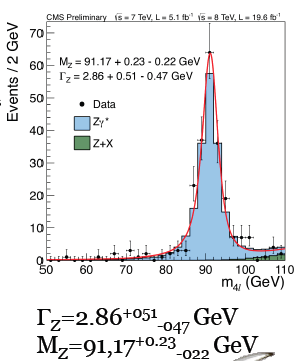 CMS Preliminary √s = 7 TeV, L = 5.1 fb⁻¹ √s = 8 TeV, L = 19.6 fb⁻¹
Events / 2 GeV
70
60
50
40
30
20
10
0
M_Z = 91.17 + 0.23 - 0.22 GeV
Γ_Z = 2.86 + 0.51 - 0.47 GeV
Data
Zγ*
Z+X
50 60 70 80 90 100 110
m_4l (GeV)
Γ_Z=2.86⁺⁰⁵¹₋₀₄₇ GeV
M_Z=91,17⁺⁰·²³₋₀₂₂ GeV